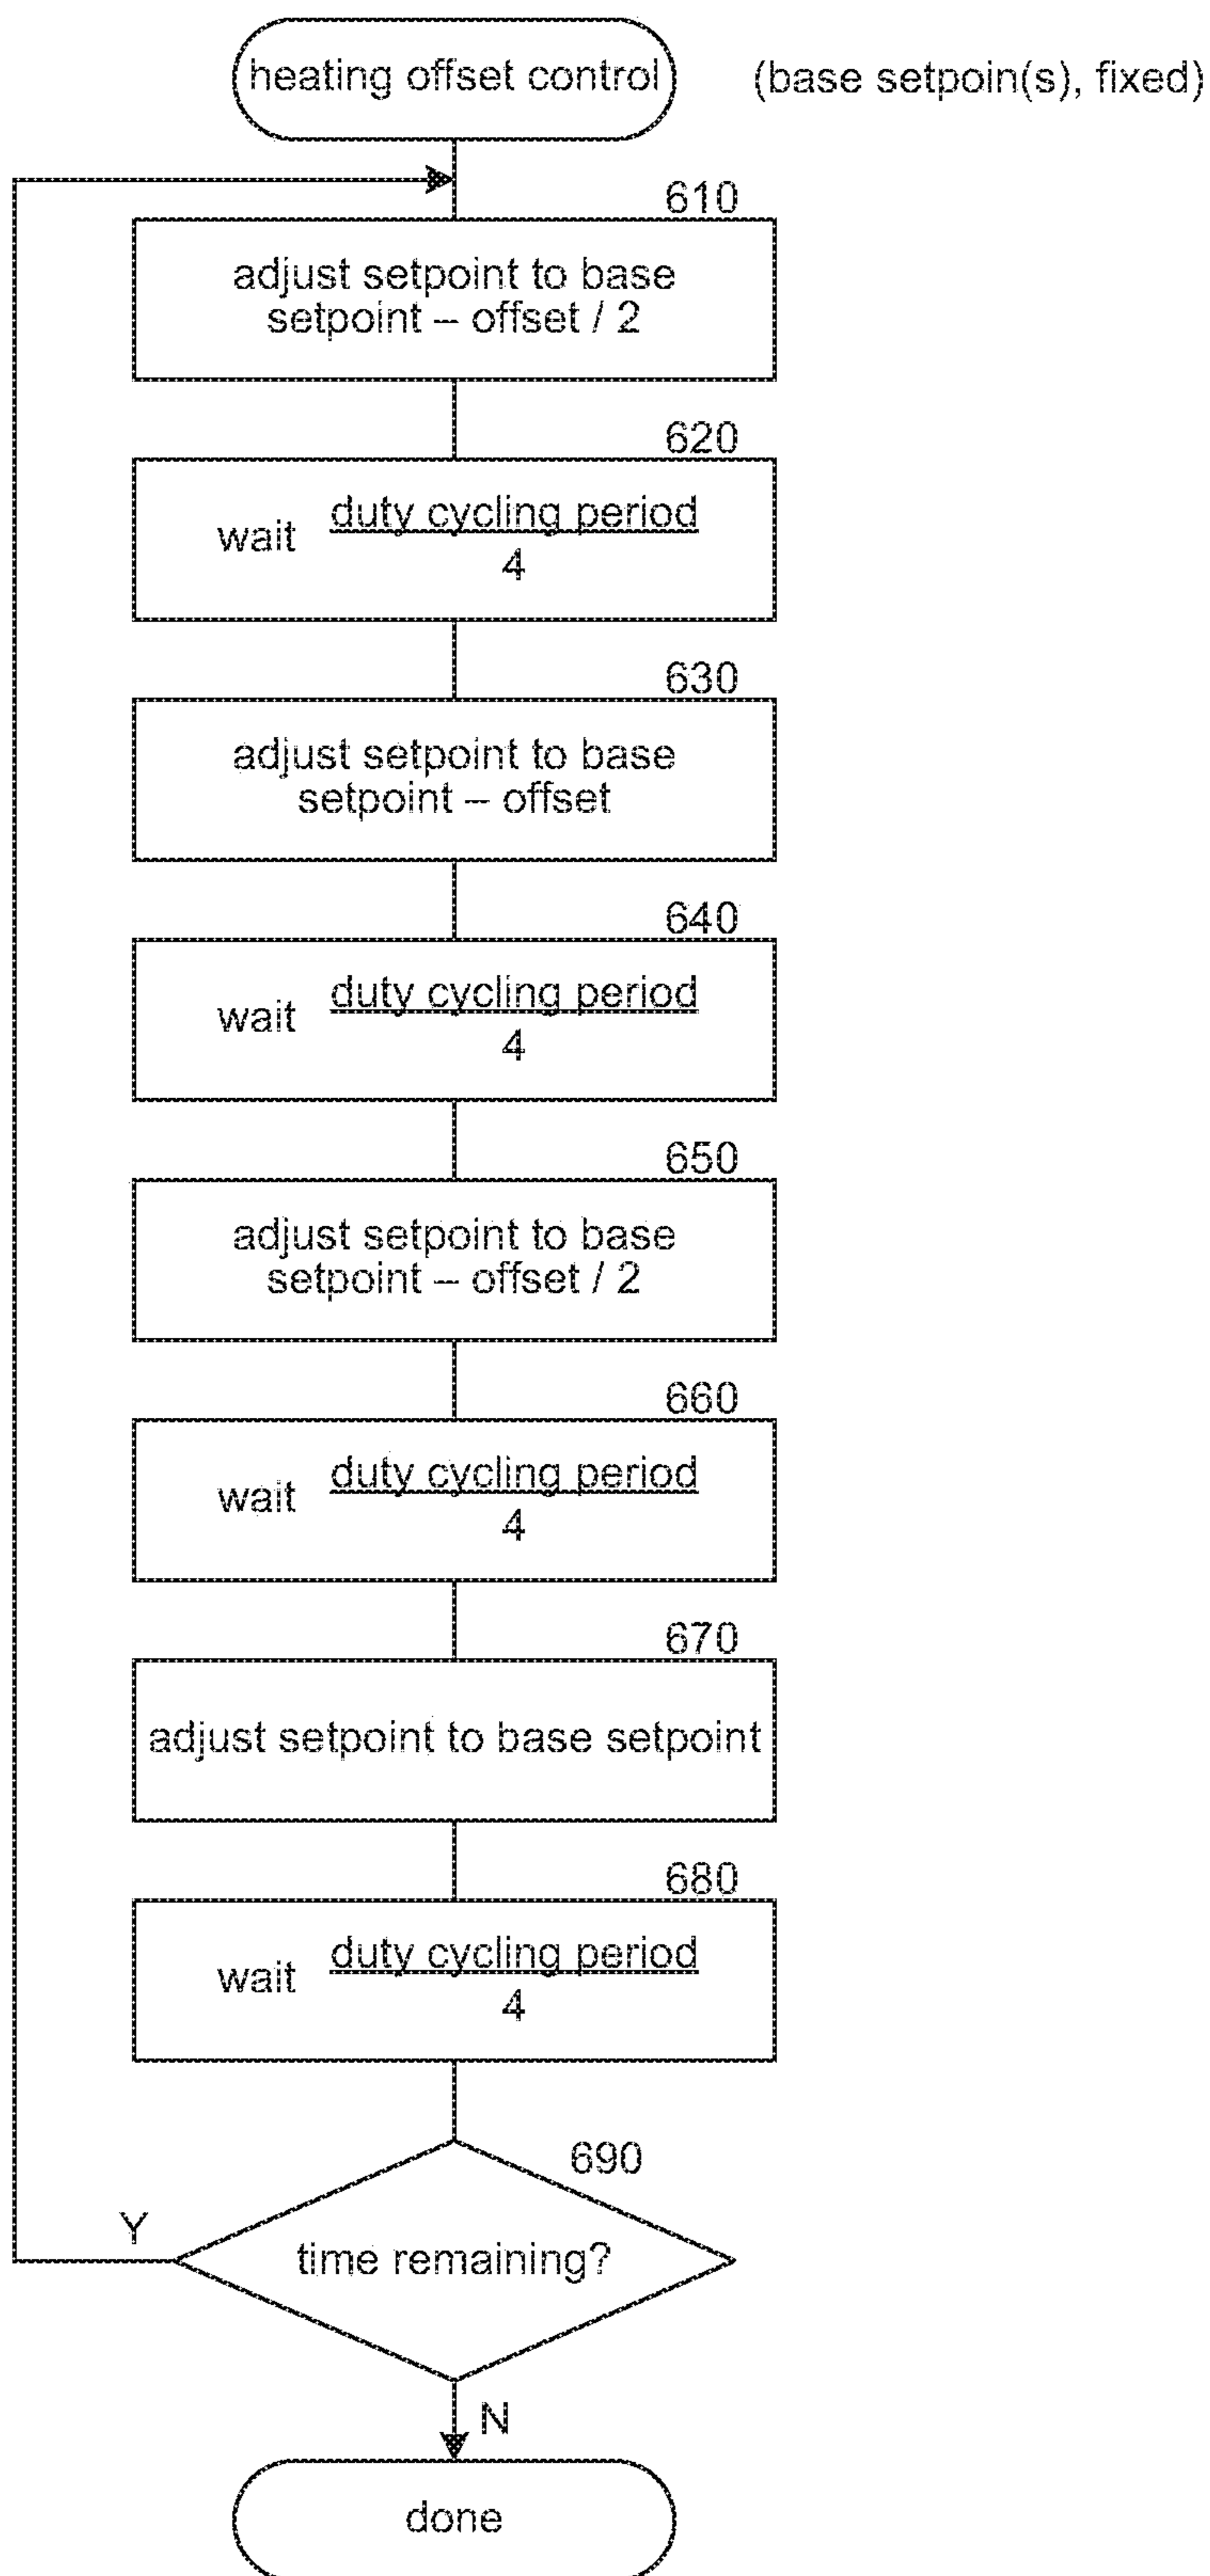 heating offset control
(base setpoin(s), fixed)
610
adjust setpoint to base
setpoint – offset / 2
620
wait duty cycling period
4
630
adjust setpoint to base
setpoint – offset
640
wait duty cycling period
4
650
adjust setpoint to base
setpoint – offset / 2
660
wait duty cycling period
4
670
adjust setpoint to base setpoint
680
wait duty cycling period
4
690
Y
time remaining?
N
done